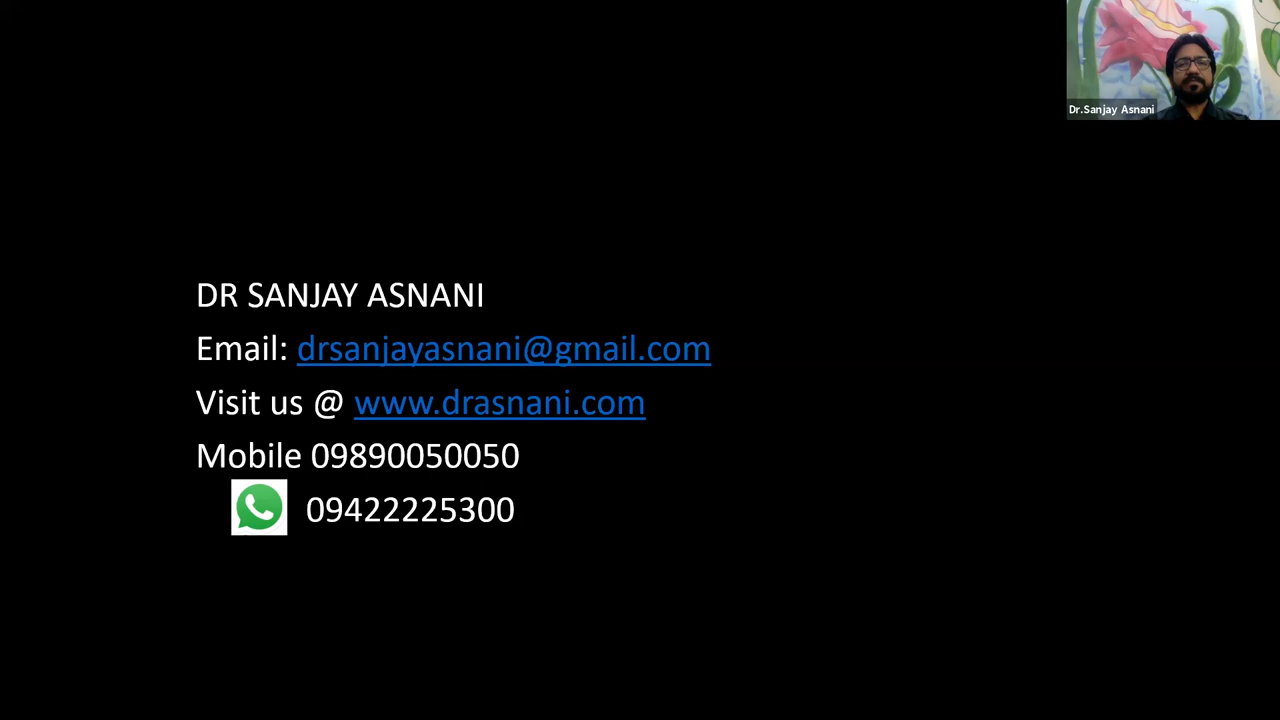 Dr.Sanjay Asnani
DR SANJAY ASNANI
Email: drsanjayasnani@gmail.com
Visit us @ www.drasnani.com
Mobile 09890050050
09422225300